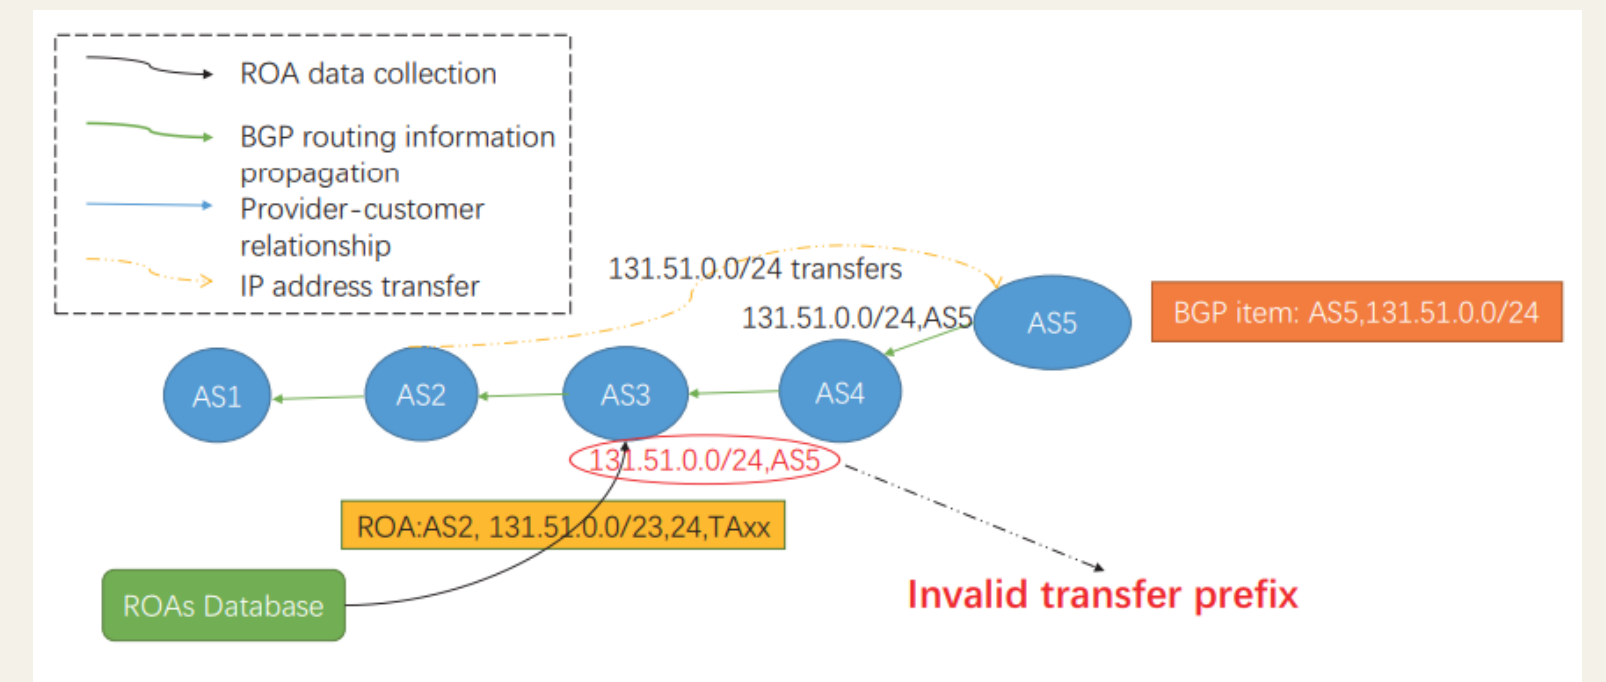 ROA data collection
BGP routing information
propagation
Provider-customer
relationship
IP address transfer
131.51.0.0/24 transfers
131.51.0.0/24,AS5
AS5
BGP item: AS5,131.51.0.0/24
AS1
AS2
AS3
AS4
131.51.0.0/24,AS5
ROA:AS2, 131.51.0.0/23,24,TAxx
ROAs Database
Invalid transfer prefix